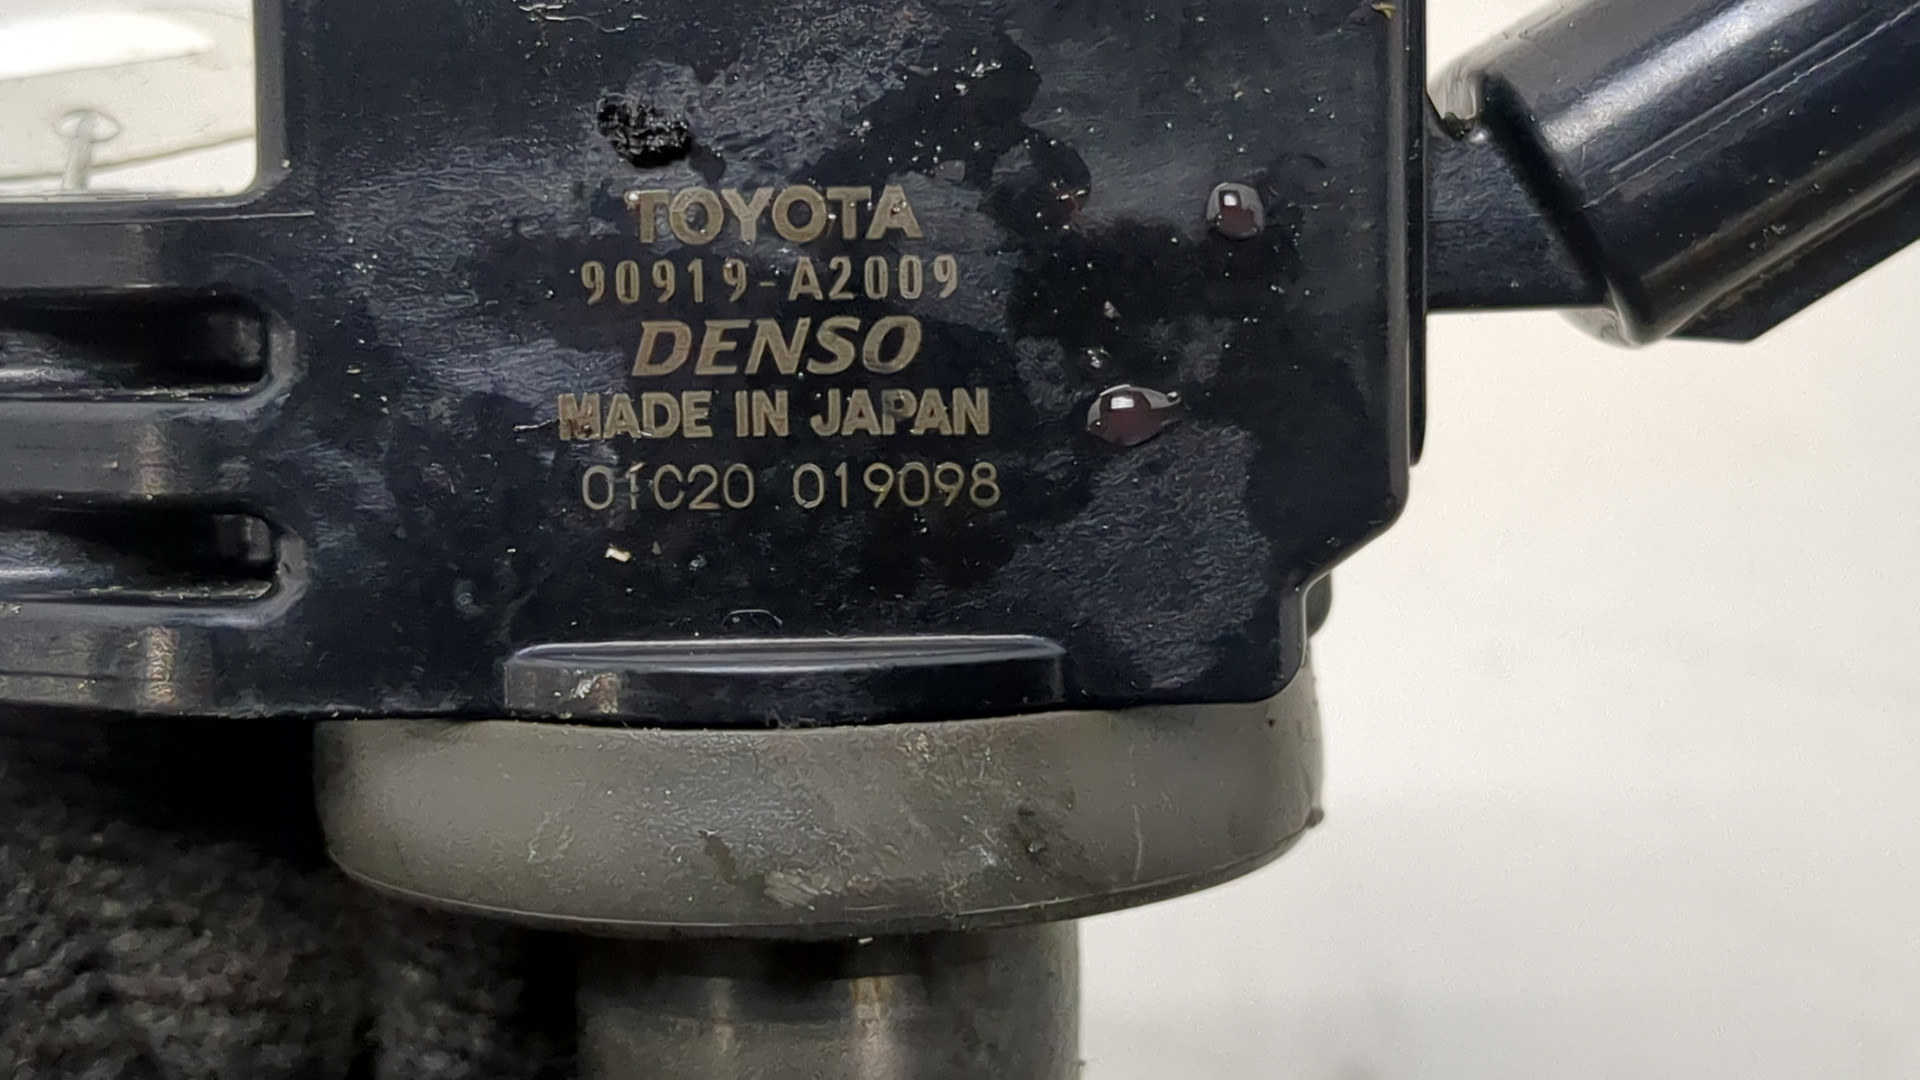 TOYOTA
90919-A2009
DENSO
MADE IN JAPAN
01C20 019098